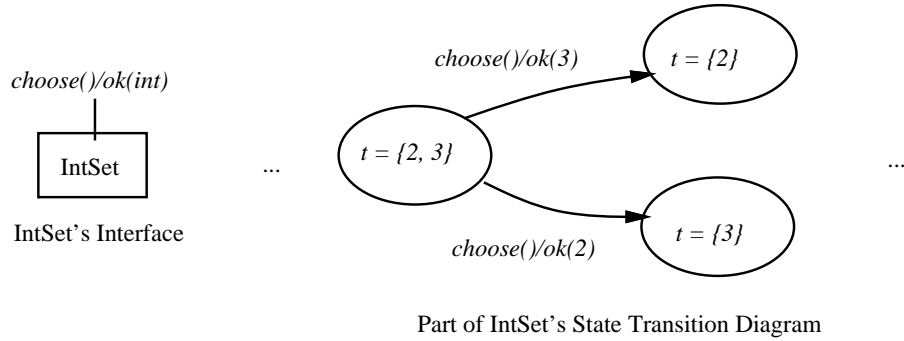 choose()/ok(int)
IntSet
IntSet's Interface
...
t = {2, 3}
choose()/ok(3)
t = {2}
choose()/ok(2)
t = {3}
...
Part of IntSet's State Transition Diagram